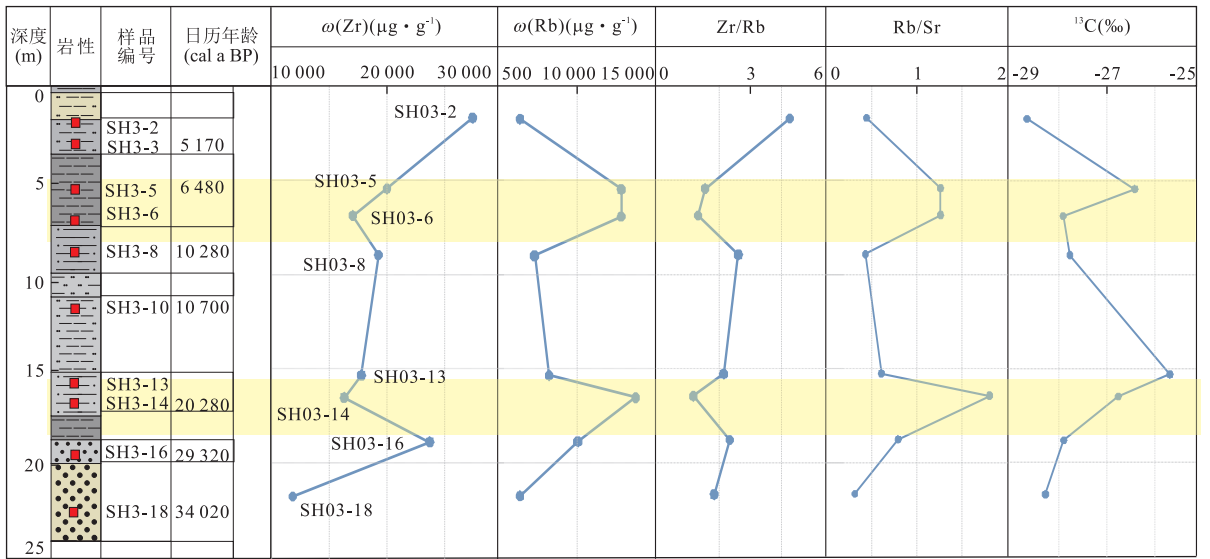 深度
(m)
岩性
样品
编号
日历年龄
(cal a BP)
ω(Zr)(μg · g⁻¹)
ω(Rb)(μg · g⁻¹)
Zr/Rb
Rb/Sr
¹³C(‰)
10 000 20 000 30 000
500 10 000 15 000
0 3 6
0 1 2
-29 -27 -25
0
SH03-2
SH3-2
SH3-3 5 170
5
SH03-5
SH3-5 6 480
SH3-6
SH03-6
SH3-8 10 280
SH03-8
10
SH3-10 10 700
15
SH03-13
SH3-13
SH3-14 20 280
SH03-14
SH03-16
SH3-16 29 320
20
SH03-18
SH3-18 34 020
25